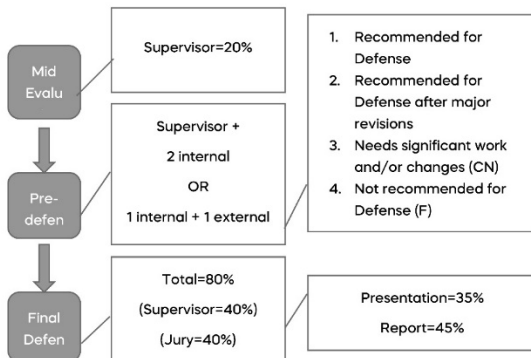 Mid
Evalu
Supervisor=20%
Pre-
defen
Supervisor +
2 internal
OR
1 internal + 1 external
1. Recommended for
Defense
2. Recommended for
Defense after major
revisions
3. Needs significant work
and/or changes (CN)
4. Not recommended for
Defense (F)
Final
Defen
Total=80%
(Supervisor=40%)
(Jury=40%)
Presentation=35%
Report=45%